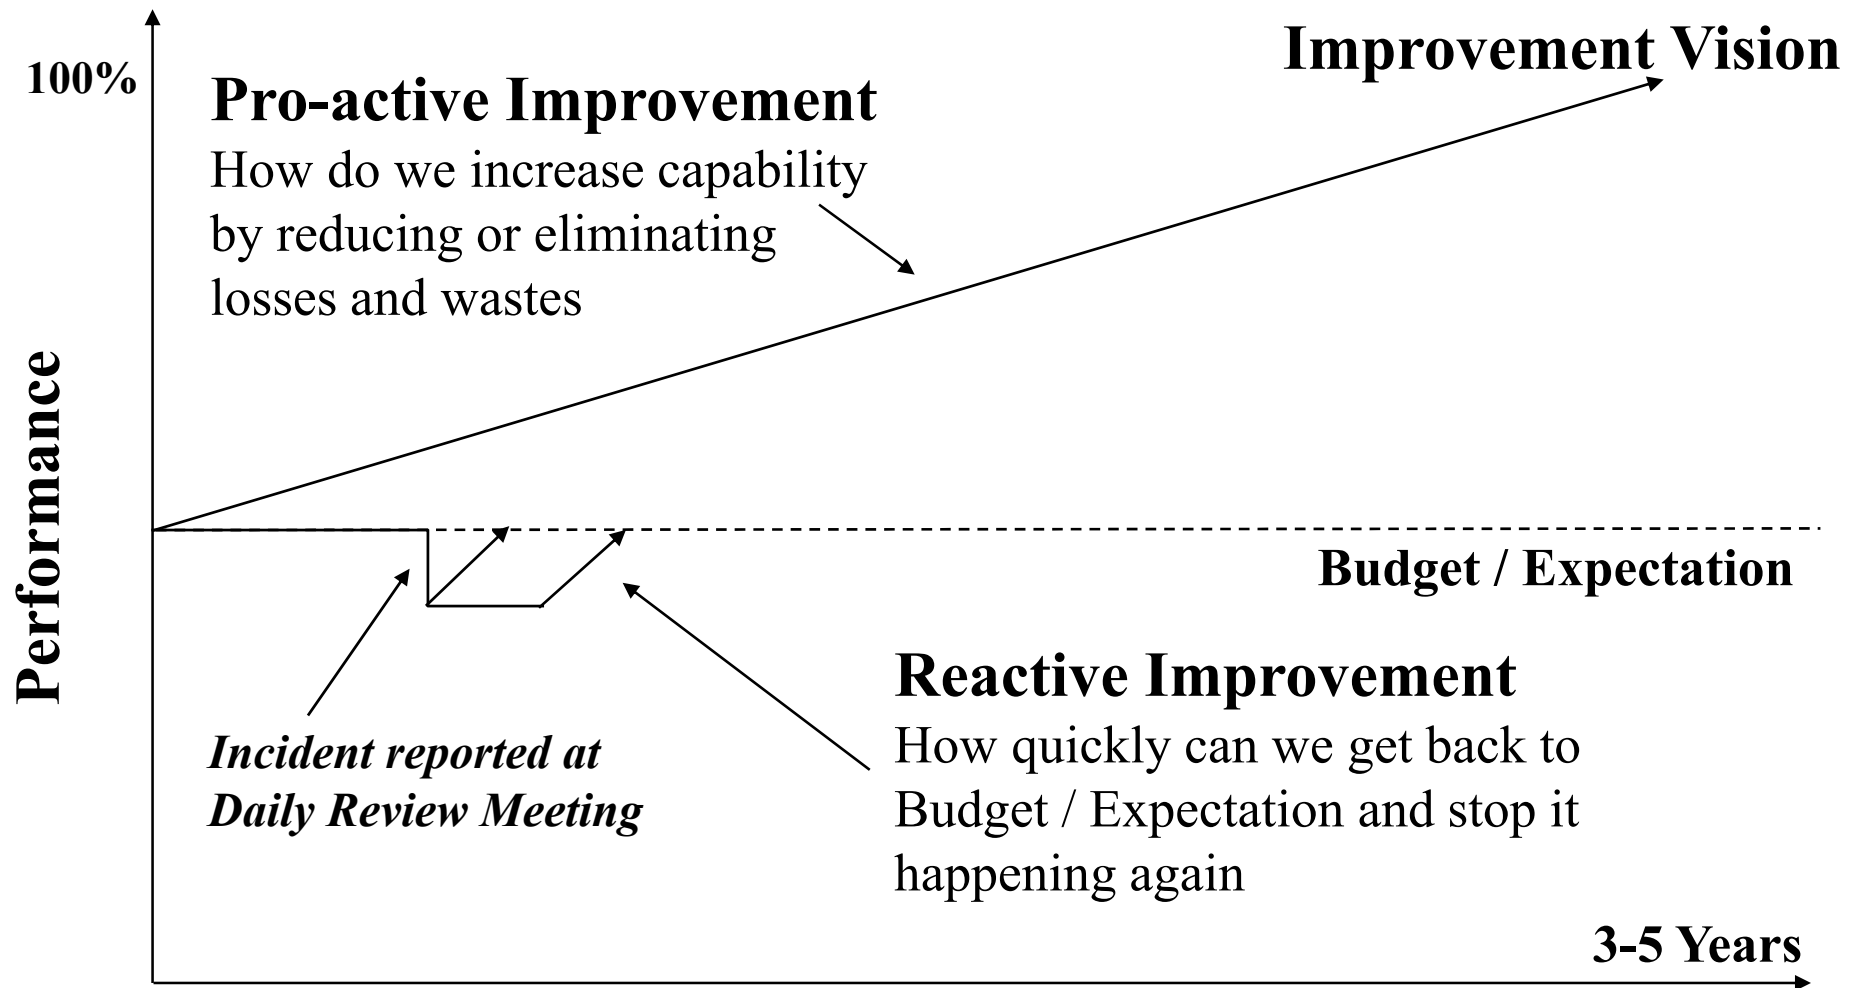 Improvement Vision
100%
Pro-active Improvement
How do we increase capability
by reducing or eliminating
losses and wastes
Performance
Budget / Expectation
Reactive Improvement
How quickly can we get back to
Budget / Expectation and stop it
happening again
Incident reported at
Daily Review Meeting
3-5 Years